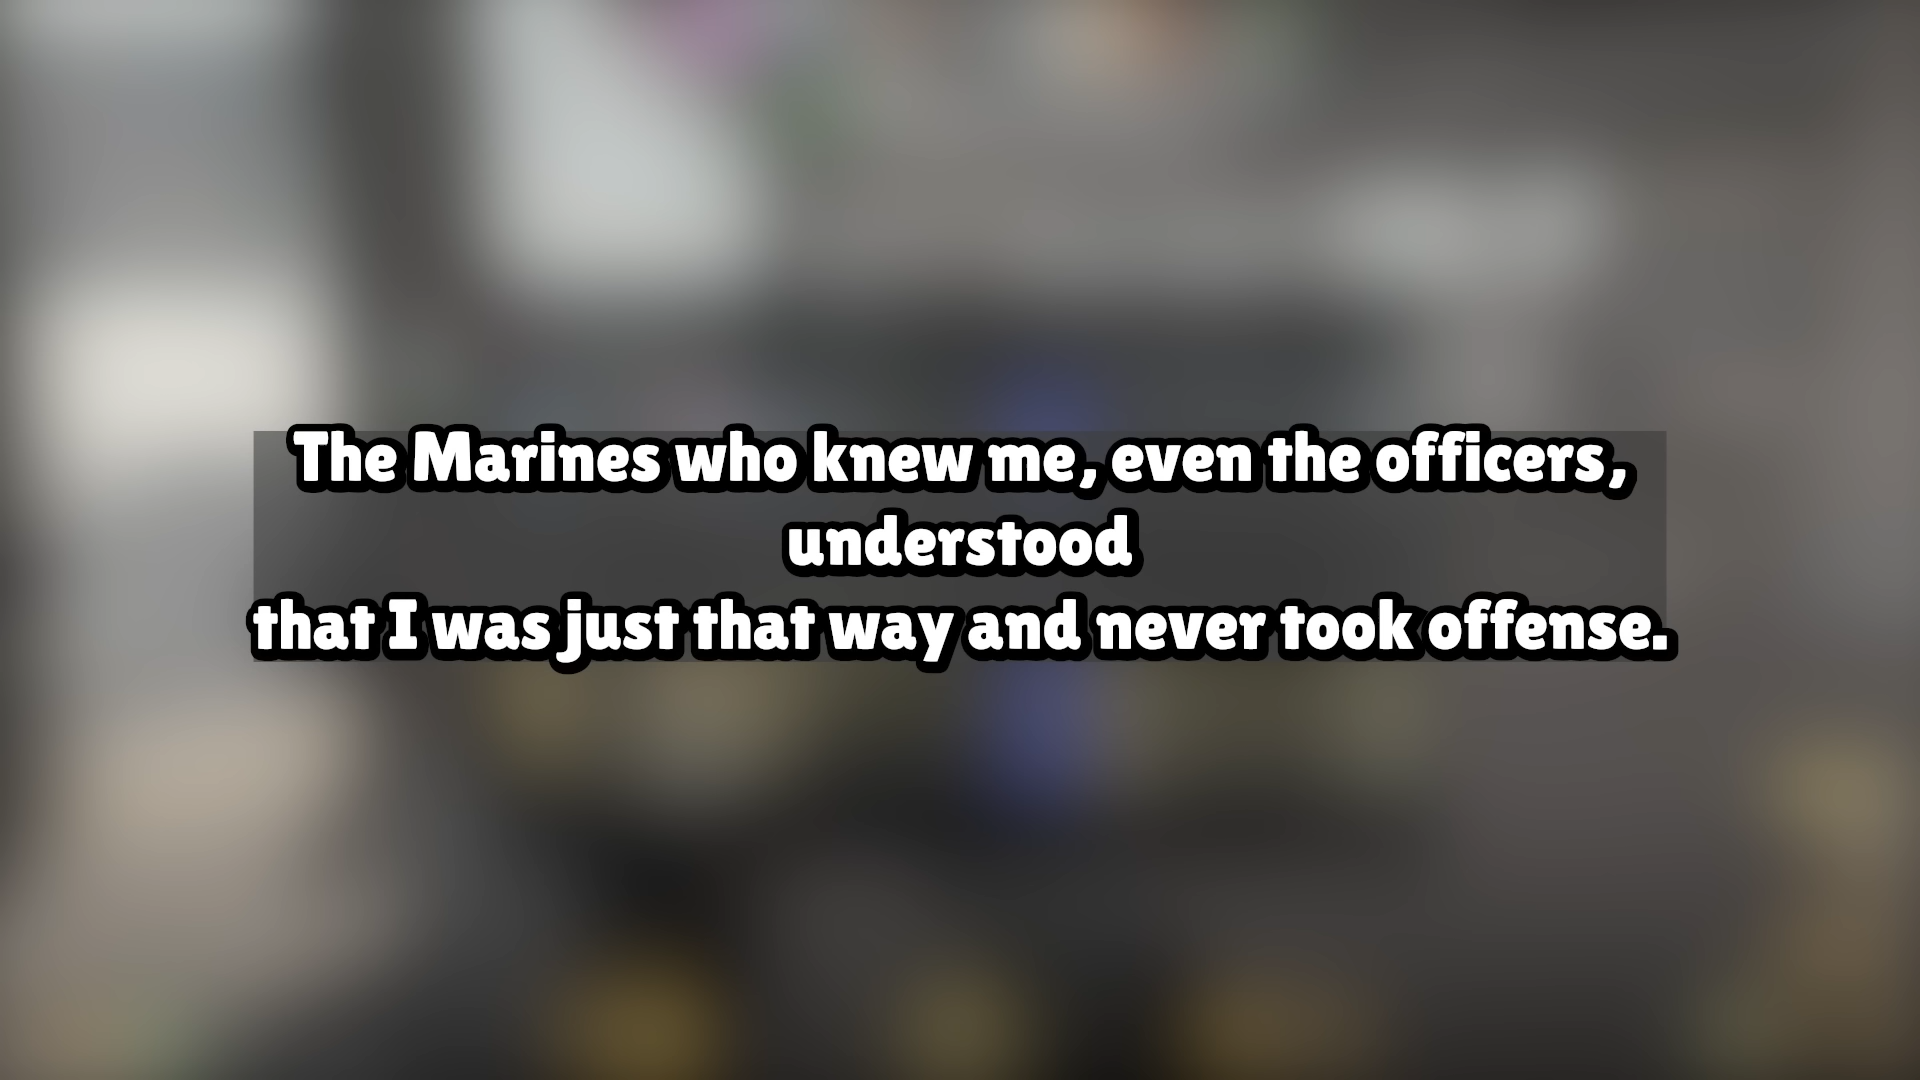 The Marines who knew me, even the officers,
understood
that I was just that way and never took offense.